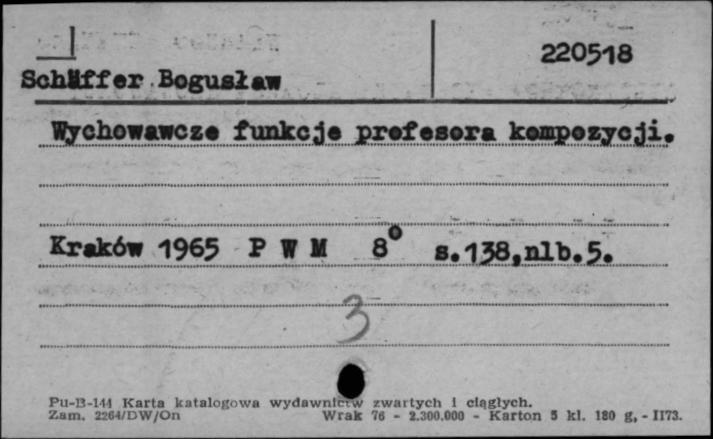 220518
Schäffer Bogusław
Wychowawcze funkcje profesora kompozycji.
Kraków 1965 P W M 8° s.138,nlb.5.
3
Pu-B-144 Karta katalogowa wydawnictw zwartych i ciągłych.
Zam. 2264/DW/On Wrak 76 - 2.300.000 - Karton 5 kl. 180 g, - II73.